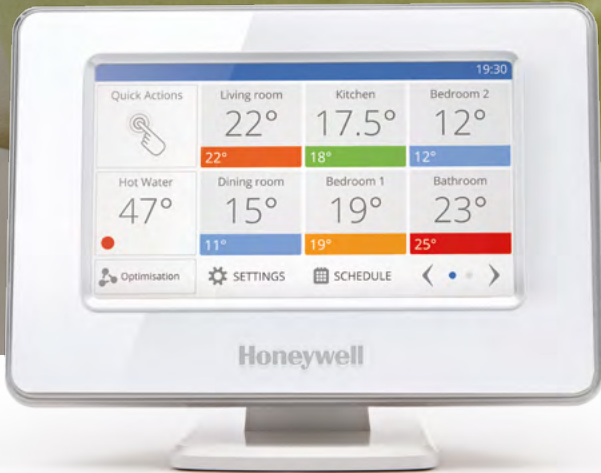 19:30
Quick Actions
Living room
22°
22°
Kitchen
17.5°
18°
Bedroom 2
12°
12°
Hot Water
47°
Dining room
15°
11°
Bedroom 1
19°
19°
Bathroom
23°
25°
Optimisation
SETTINGS
SCHEDULE
Honeywell